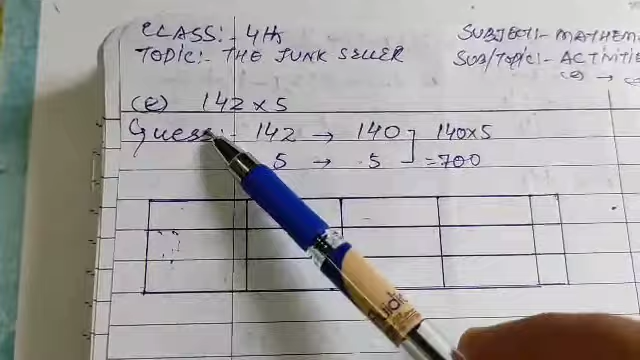 CLASS:- 4th
SUBJECT:- MATHEM
TOPIC:- THE JUNK SELLER
SUB/TOPIC:- ACTIVITIE
(e) →
(e) 142 × 5
Guess:- 142 → 140 ] 140×5
5 → 5 =700